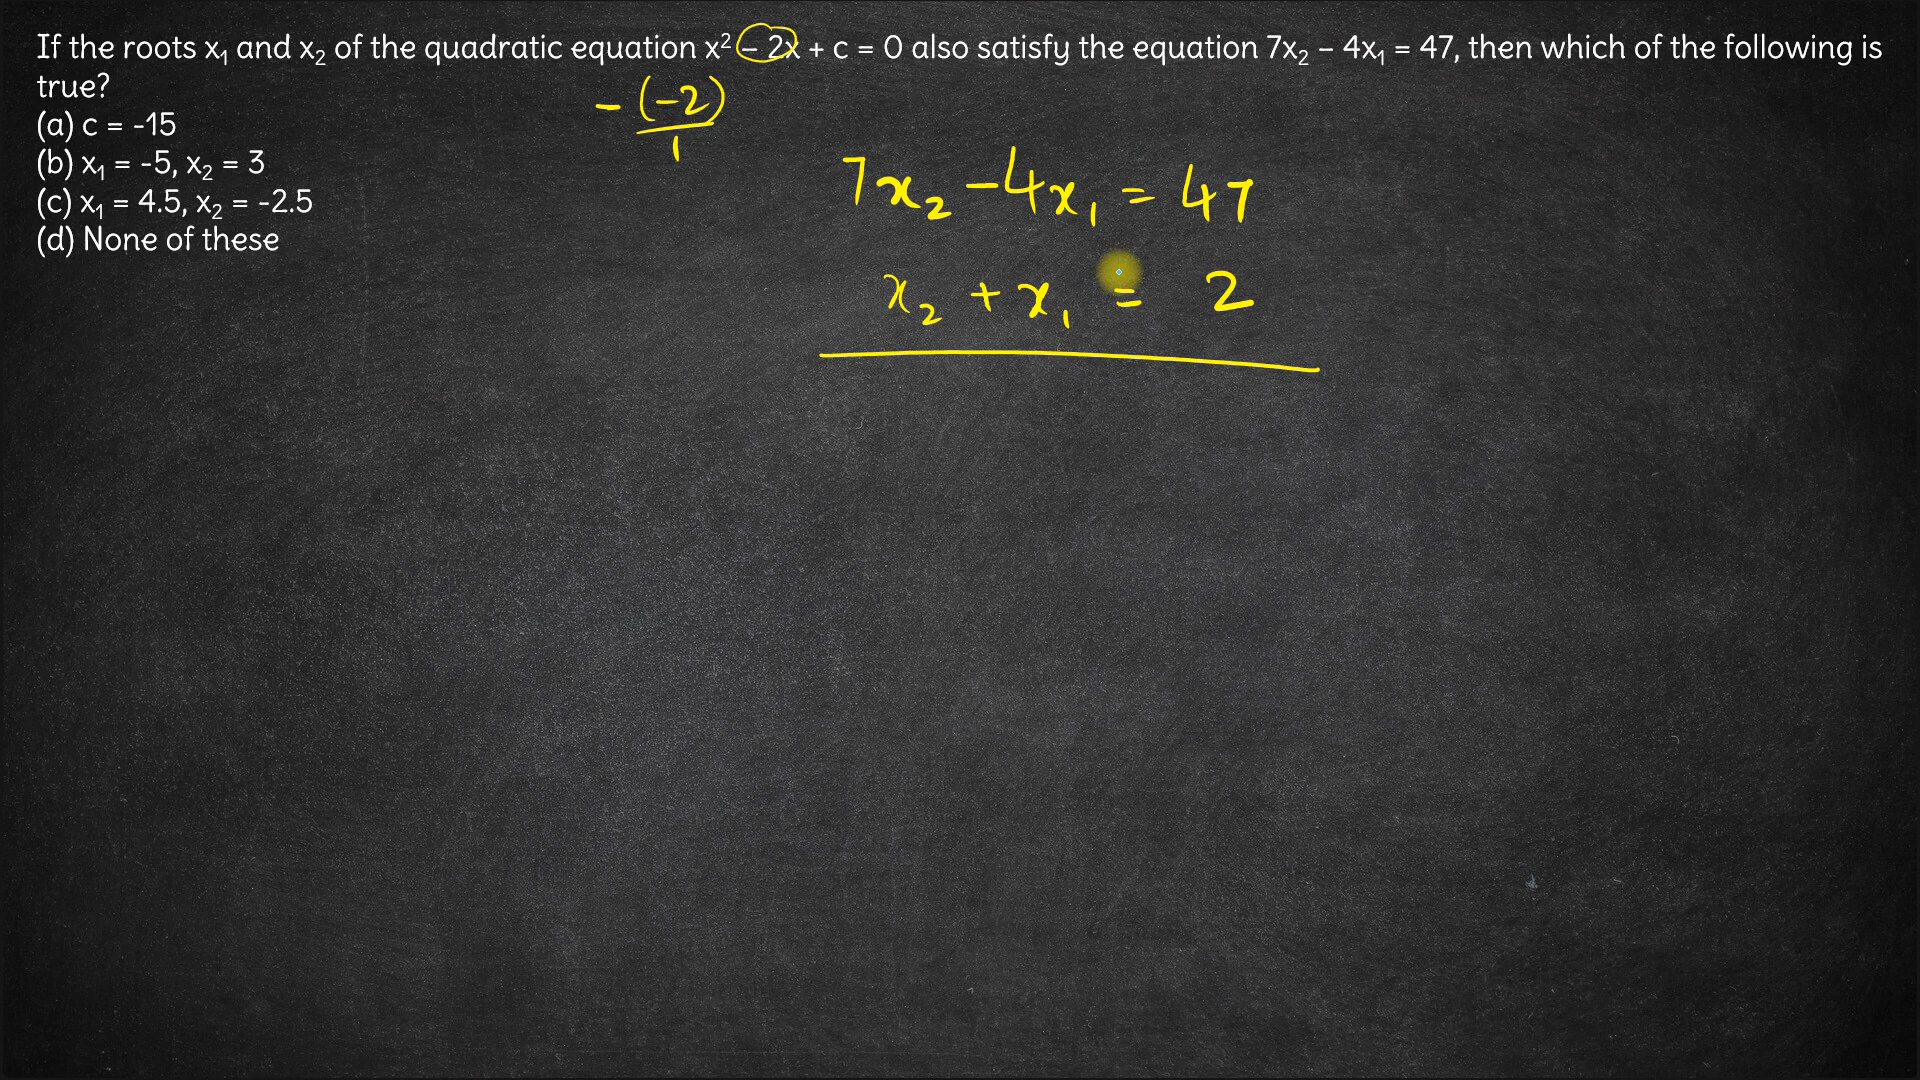 If the roots x₁ and x₂ of the quadratic equation x² – 2x + c = 0 also satisfy the equation 7x₂ – 4x₁ = 47, then which of the following is
true?
(a) c = -15
(b) x₁ = -5, x₂ = 3
(c) x₁ = 4.5, x₂ = -2.5
(d) None of these
- (-2)
1
7x₂ - 4x₁ = 47
x₂ + x₁ = 2